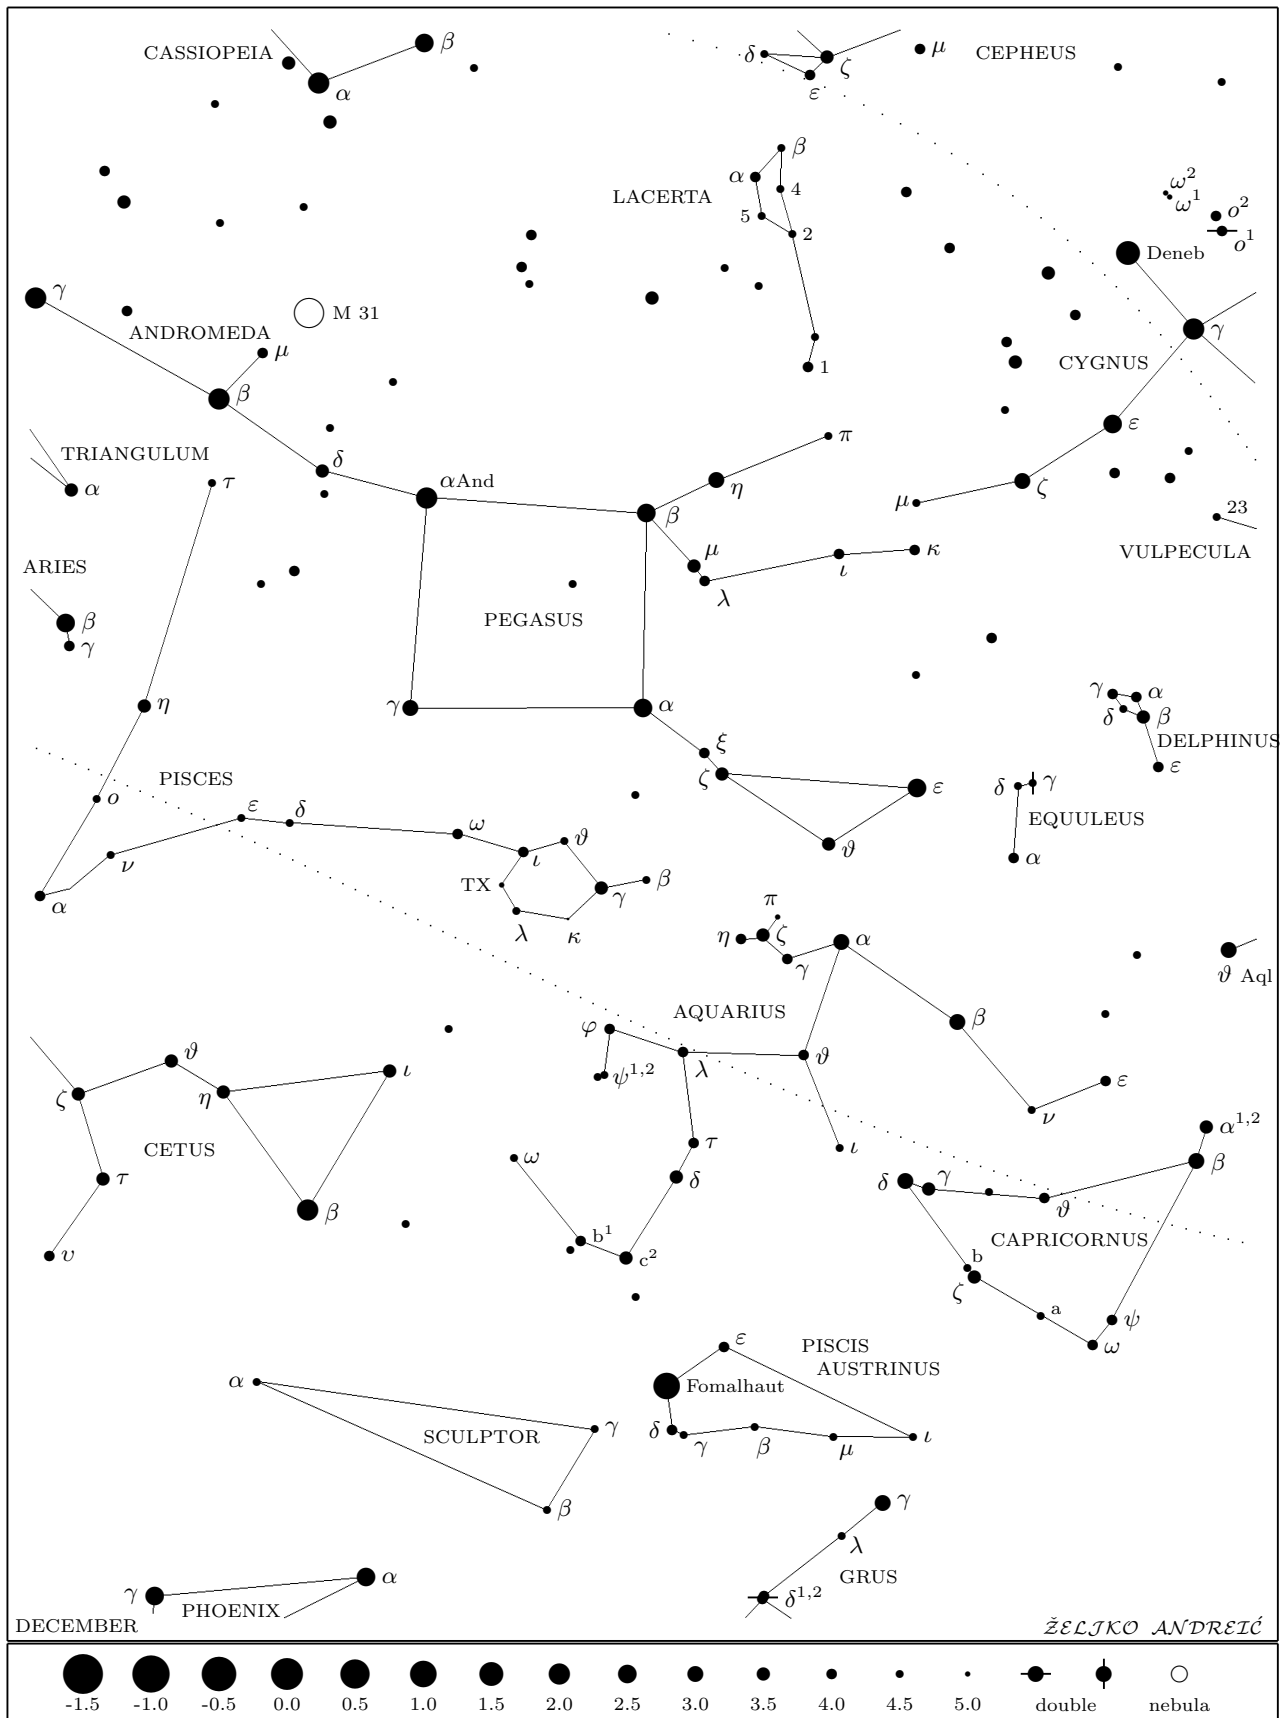 CASSIOPEIA
β
α
δ
ε
ζ
μ
CEPHEUS
β
α
4
LACERTA
5
2
1
ω²
ω¹
ο²
ο¹
Deneb
γ
M 31
ANDROMEDA
μ
β
γ
CYGNUS
ε
TRIANGULUM
α
τ
δ
αAnd
π
η
β
μ
ζ
23
VULPECULA
ARIES
β
γ
μ
λ
ι
κ
PEGASUS
η
γ
α
γ
α
δ
β
DELPHINUS
ε
PISCES
ο
ξ
ζ
ε
δ
γ
EQUULEUS
α
ε
δ
ω
ϑ
ι
ϑ
ν
α
TX
γ
β
λ
κ
π
η
ζ
γ
α
ϑ Aql
AQUARIUS
φ
λ
ϑ
β
ψ¹,²
ε
ν
ζ
ϑ
η
ι
CETUS
τ
β
υ
ω
τ
δ
ι
b¹
c²
α¹,²
β
δ
γ
ϑ
CAPRICORNUS
b
ζ
a
ψ
ω
ε
PISCIS
AUSTRINUS
Fomalhaut
δ
γ
β
μ
ι
α
SCULPTOR
γ
β
γ
λ
GRUS
δ¹,²
γ
α
PHOENIX
DECEMBER
ŽELJKO ANDREIĆ
-1.5 -1.0 -0.5 0.0 0.5 1.0 1.5 2.0 2.5 3.0 3.5 4.0 4.5 5.0 double nebula